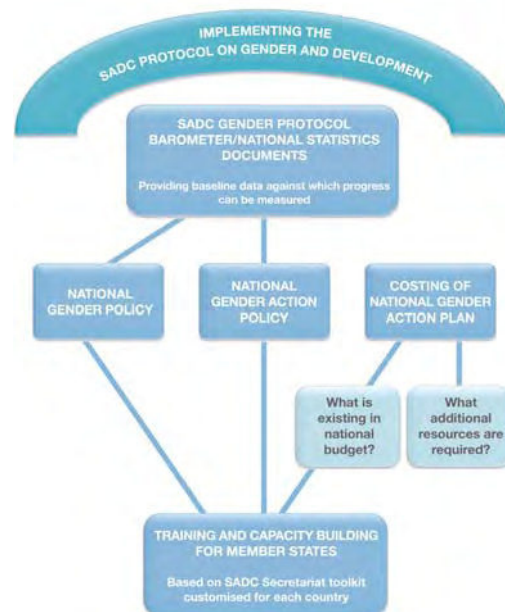 IMPLEMENTING THE
SADC PROTOCOL ON GENDER AND DEVELOPMENT
SADC GENDER PROTOCOL
BAROMETER/NATIONAL STATISTICS
DOCUMENTS
Providing baseline data against which progress
can be measured
NATIONAL
GENDER POLICY
NATIONAL
GENDER ACTION
POLICY
COSTING OF
NATIONAL GENDER
ACTION PLAN
What is
existing in
national
budget?
What
additional
resources are
required?
TRAINING AND CAPACITY BUILDING
FOR MEMBER STATES
Based on SADC Secretariat toolkit
customised for each country